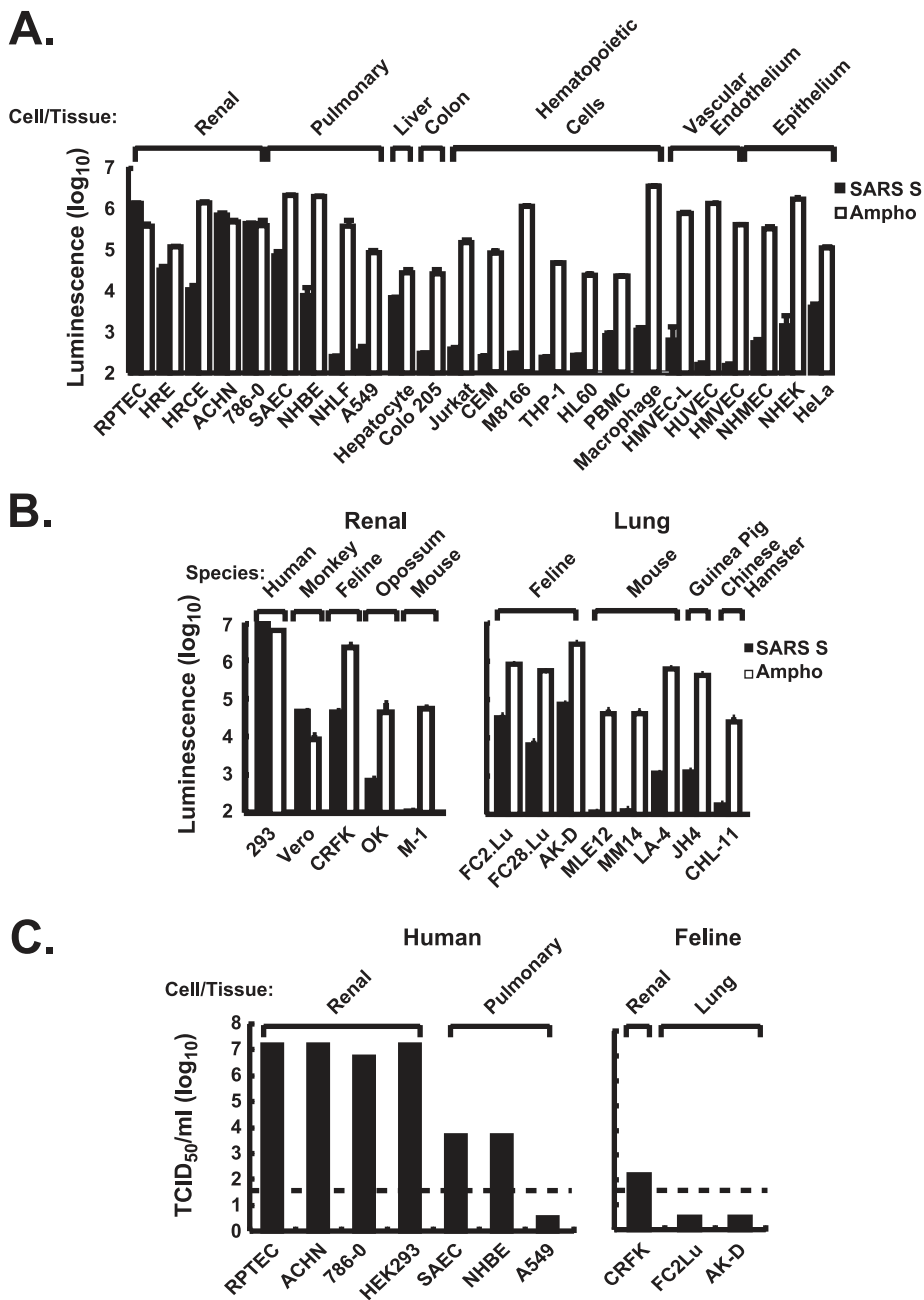 A.
Cell/Tissue:
Renal
Pulmonary
Liver
Colon
Hematopoietic
Cells
Vascular
Endothelium
Epithelium
Luminescence (log10)
7
6
5
4
3
2
SARS S
Ampho
RPTEC
HRE
HRCE
ACHN
786-0
SAEC
NHBE
NHLF
A549
Hepatocyte
Colo 205
Jurkat
CEM
M8166
THP-1
HL60
PBMC
Macrophage
HMVEC-L
HUVEC
HMVEC
NHMEC
NHEK
HeLa
B.
Renal
Lung
Species:
Human
Monkey
Feline
Opossum
Mouse
Feline
Mouse
Guinea Pig
Chinese
Hamster
Luminescence (log10)
7
6
5
4
3
2
7
6
5
4
3
2
SARS S
Ampho
293
Vero
CRFK
OK
M-1
FC2.Lu
FC28.Lu
AK-D
MLE12
MM14
LA-4
JH4
CHL-11
C.
Human
Feline
Cell/Tissue:
Renal
Pulmonary
Renal
Lung
TCID50/ml (log10)
8
7
6
5
4
3
2
1
0
RPTEC
ACHN
786-0
HEK293
SAEC
NHBE
A549
CRFK
FC2Lu
AK-D